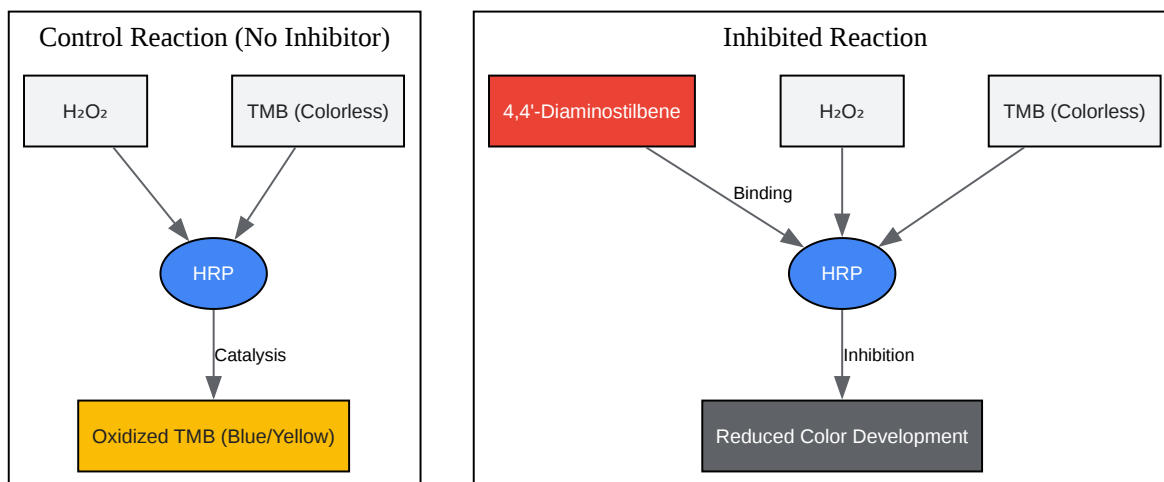 Control Reaction (No Inhibitor)
H₂O₂
TMB (Colorless)
HRP
Catalysis
Oxidized TMB (Blue/Yellow)
Inhibited Reaction
4,4'-Diaminostilbene
H₂O₂
TMB (Colorless)
Binding
HRP
Inhibition
Reduced Color Development